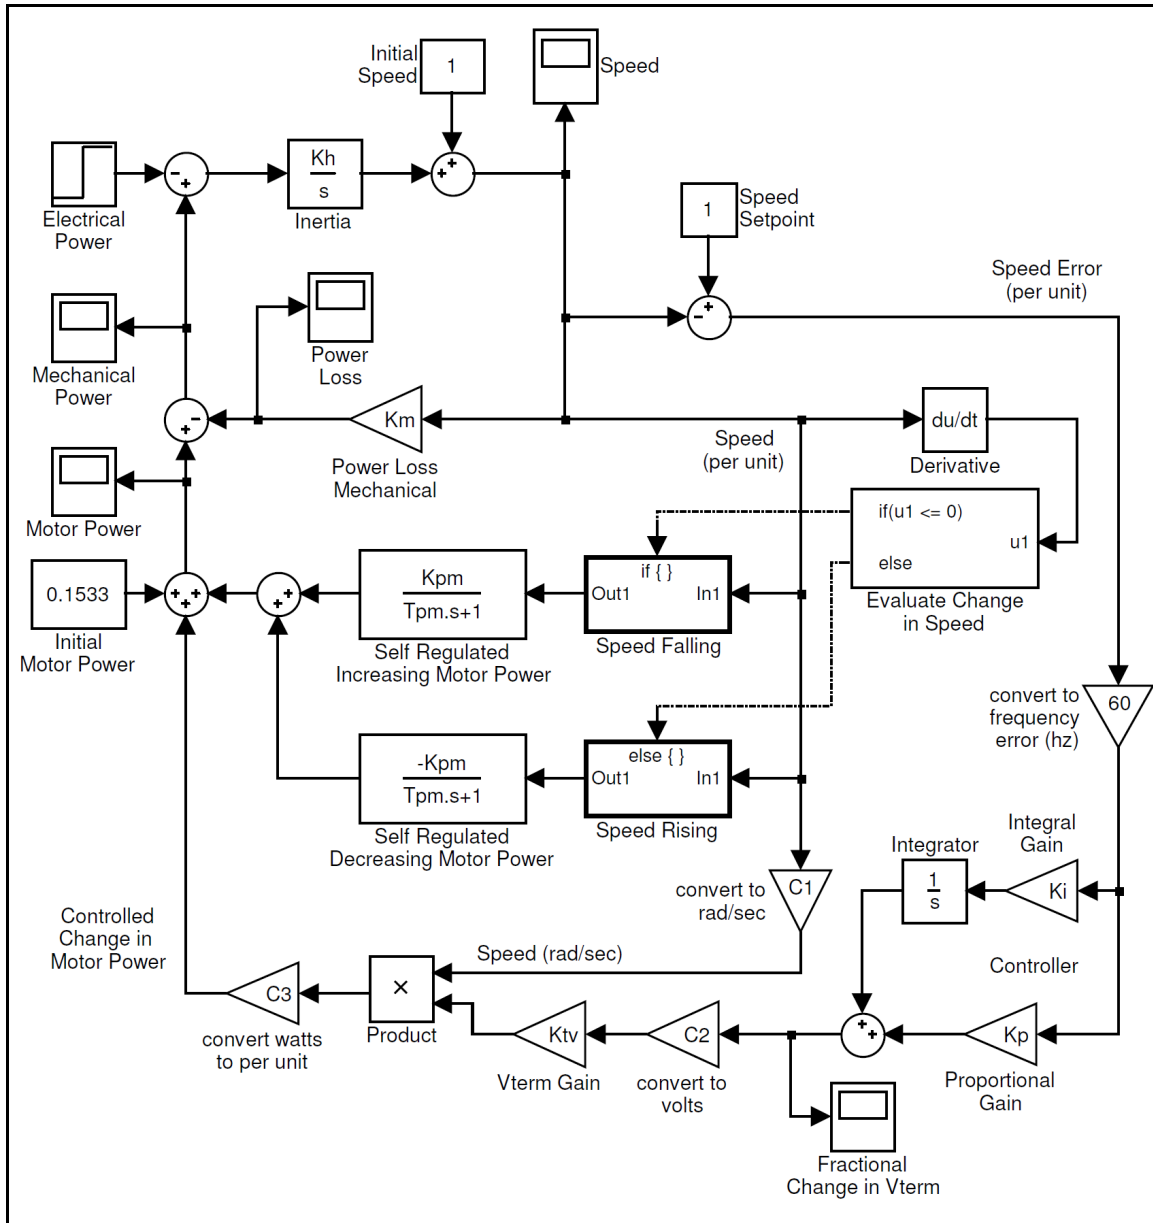 Initial
Speed
1
Speed
Kh
s
Inertia
-
+
+
+
Electrical
Power
1
Speed
Setpoint
-
+
Speed Error
(per unit)
Power
Loss
Mechanical
Power
-
+
Km
Power Loss
Mechanical
Speed
(per unit)
du/dt
Derivative
Motor Power
if(u1 <= 0)
u1
else
Evaluate Change
in Speed
0.1533
Initial
Motor Power
+ +
+
+
+
Kpm
Tpm.s+1
Self Regulated
Increasing Motor Power
if { }
Out1
In1
Speed Falling
-Kpm
Tpm.s+1
Self Regulated
Decreasing Motor Power
else { }
Out1
In1
Speed Rising
60
convert to
frequency
error (hz)
C1
convert to
rad/sec
Integrator
1
s
Integral
Gain
Ki
Controlled
Change in
Motor Power
Speed (rad/sec)
Controller
C3
convert watts
to per unit
×
Product
Ktv
Vterm Gain
C2
convert to
volts
+
+
Kp
Proportional
Gain
Fractional
Change in Vterm